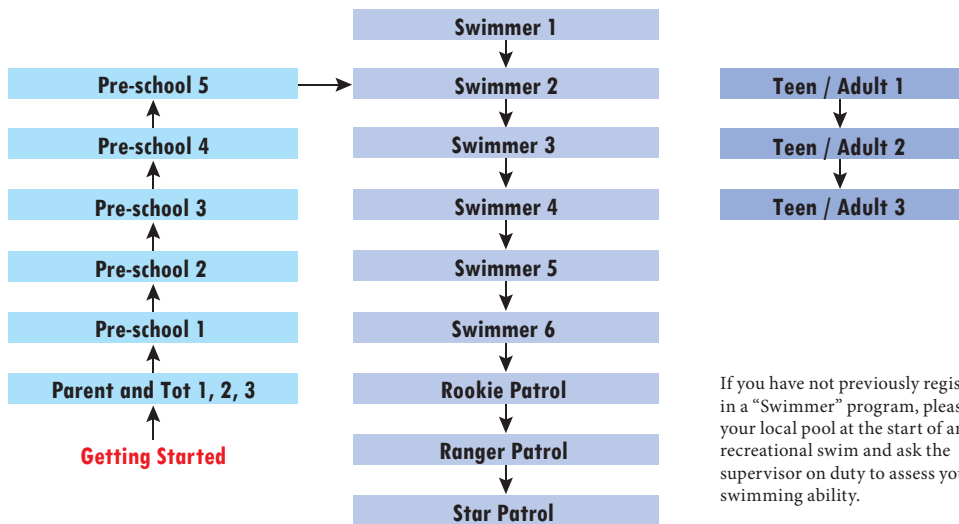 Pre-school 5
Pre-school 4
Pre-school 3
Pre-school 2
Pre-school 1
Parent and Tot 1, 2, 3
Getting Started
Swimmer 1
Swimmer 2
Swimmer 3
Swimmer 4
Swimmer 5
Swimmer 6
Rookie Patrol
Ranger Patrol
Star Patrol
Teen / Adult 1
Teen / Adult 2
Teen / Adult 3
If you have not previously
in a “Swimmer” program,
your local pool at the start of
recreational swim and ask the
supervisor on duty to assess
swimming ability.